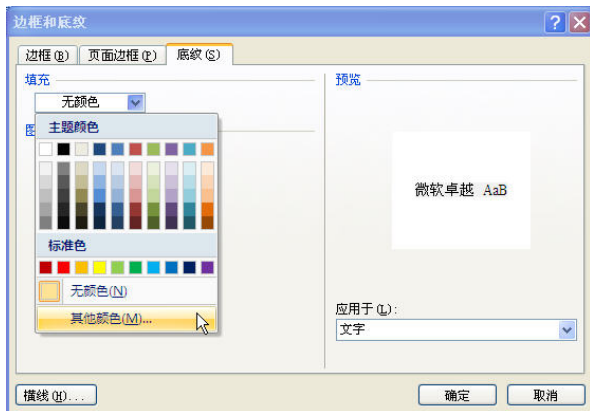 边框和底纹
边框(B) 页面边框(P) 底纹(S)
填充
无颜色
主题颜色
标准色
无颜色(N)
其他颜色(M)...
预览
微软卓越 AaB
应用于(L):
文字
横线(H)...
确定
取消